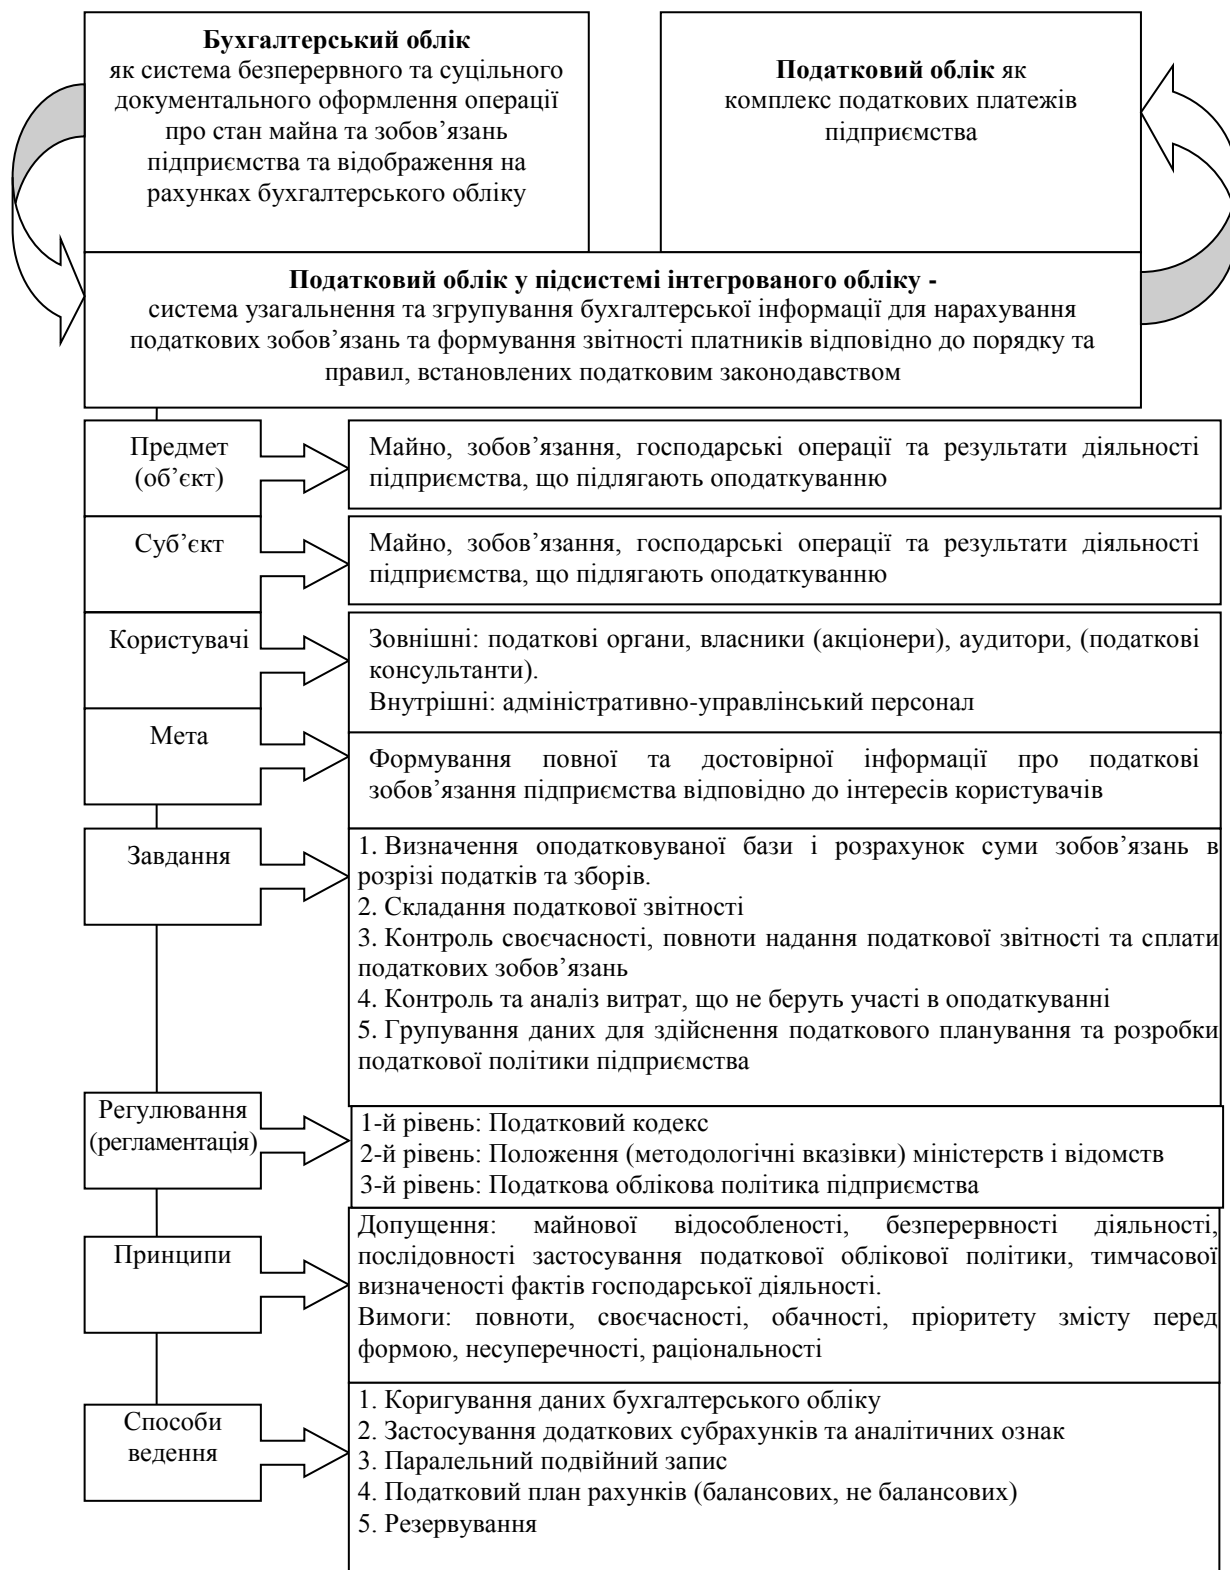 Бухгалтерський облік
як система безперервного та суцільного
документального оформлення операції
про стан майна та зобов’язань
підприємства та відображення на
рахунках бухгалтерського обліку
Податковий облік як
комплекс податкових платежів
підприємства
Податковий облік у підсистемі інтегрованого обліку -
система узагальнення та згрупування бухгалтерської інформації для нарахування
податкових зобов’язань та формування звітності платників відповідно до порядку та
правил, встановлених податковим законодавством
Предмет
(об’єкт)
Майно, зобов’язання, господарські операції та результати діяльності
підприємства, що підлягають оподаткуванню
Суб’єкт
Майно, зобов’язання, господарські операції та результати діяльності
підприємства, що підлягають оподаткуванню
Користувачі
Зовнішні: податкові органи, власники (акціонери), аудитори, (податкові
консультанти).
Внутрішні: адміністративно-управлінський персонал
Мета
Формування повної та достовірної інформації про податкові
зобов’язання підприємства відповідно до інтересів користувачів
Завдання
1. Визначення оподатковуваної бази і розрахунок суми зобов’язань в
розрізі податків та зборів.
2. Складання податкової звітності
3. Контроль своєчасності, повноти надання податкової звітності та сплати
податкових зобов’язань
4. Контроль та аналіз витрат, що не беруть участі в оподаткуванні
5. Групування даних для здійснення податкового планування та розробки
податкової політики підприємства
Регулювання
(регламентація)
1-й рівень: Податковий кодекс
2-й рівень: Положення (методологічні вказівки) міністерств і відомств
3-й рівень: Податкова облікова політика підприємства
Принципи
Допущення: майнової відособленості, безперервності діяльності,
послідовності застосування податкової облікової політики, тимчасової
визначеності фактів господарської діяльності.
Вимоги: повноти, своєчасності, обачності, пріоритету змісту перед
формою, несуперечності, раціональності
Способи
ведення
1. Коригування даних бухгалтерського обліку
2. Застосування додаткових субрахунків та аналітичних ознак
3. Паралельний подвійний запис
4. Податковий план рахунків (балансових, не балансових)
5. Резервування